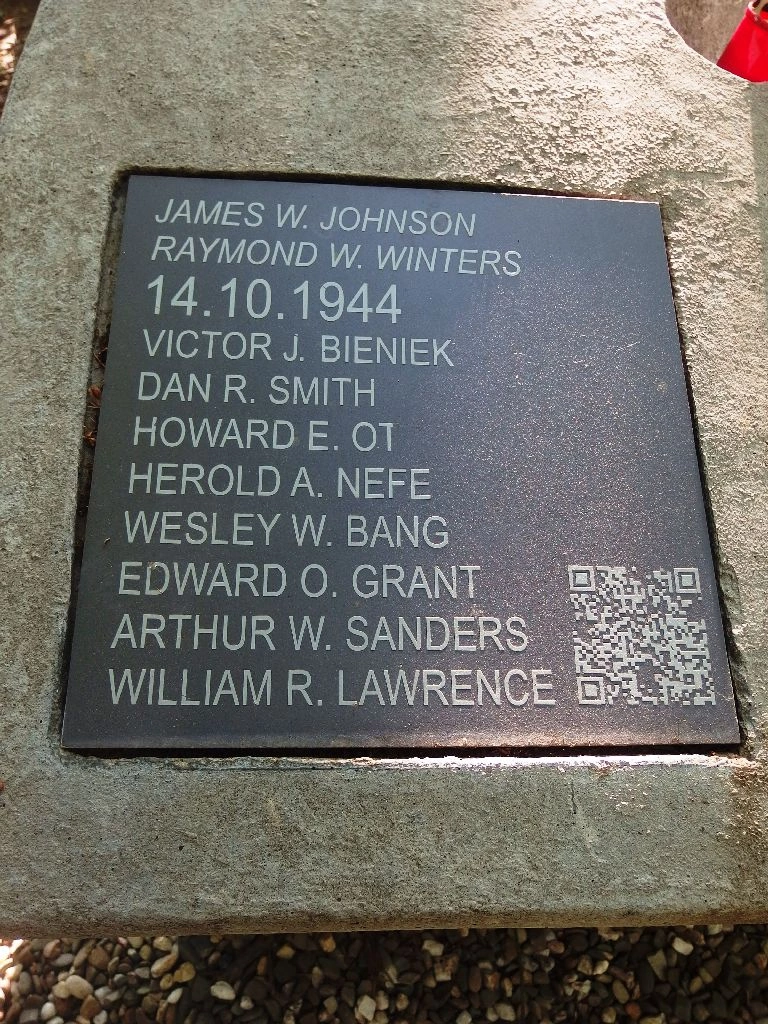 JAMES W. JOHNSON
RAYMOND W. WINTERS
14.10.1944
VICTOR J. BIENIEK
DAN R. SMITH
HOWARD E. OT
HEROLD A. NEFE
WESLEY W. BANG
EDWARD O. GRANT
ARTHUR W. SANDERS
WILLIAM R. LAWRENCE